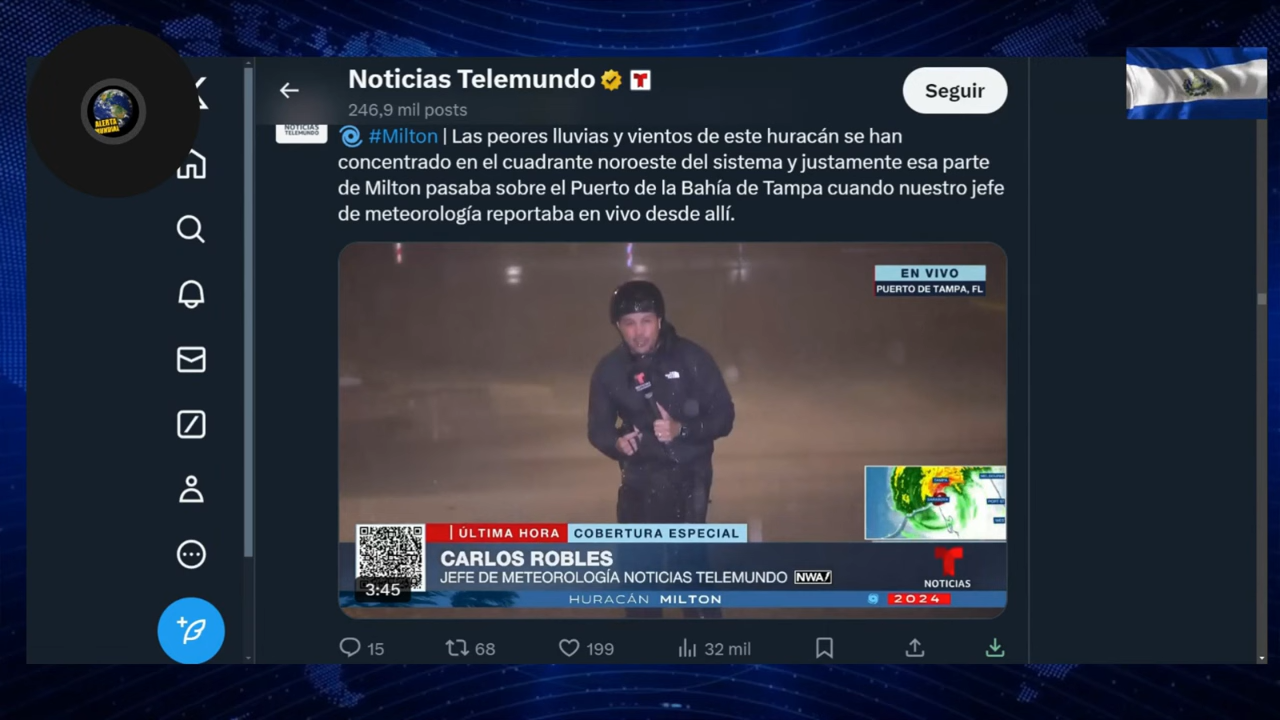 ALERTA
MUNDIAL
Noticias Telemundo
246,9 mil posts
Seguir
NOTICIAS
TELEMUNDO
#Milton | Las peores lluvias y vientos de este huracán se han
concentrado en el cuadrante noroeste del sistema y justamente esa parte
de Milton pasaba sobre el Puerto de la Bahía de Tampa cuando nuestro jefe
de meteorología reportaba en vivo desde allí.
EN VIVO
PUERTO DE TAMPA, FL
ÚLTIMA HORA COBERTURA ESPECIAL
CARLOS ROBLES
JEFE DE METEOROLOGÍA NOTICIAS TELEMUNDO NWA
3:45
NOTICIAS
HURACÁN MILTON
2024
15 68 199 32 mil